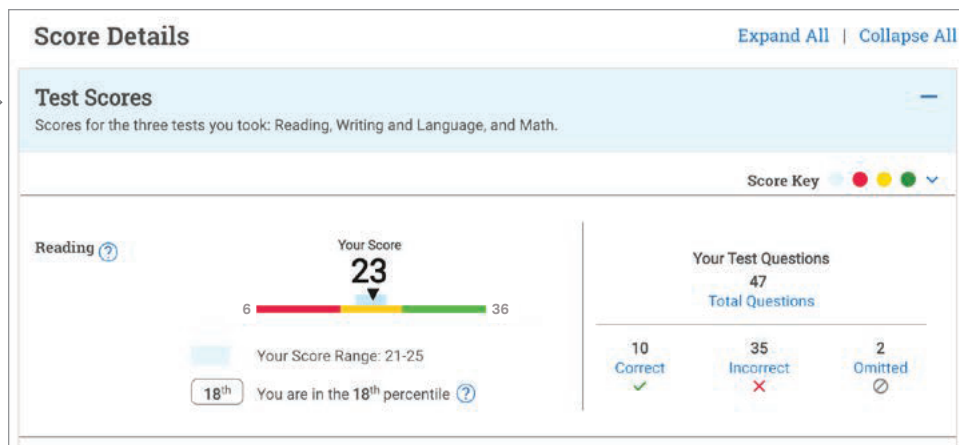 Score Details
Expand All | Collapse All
Test Scores
Scores for the three tests you took: Reading, Writing and Language, and Math.
Score Key
Reading ?
Your Score
23
6
36
Your Score Range: 21-25
18th You are in the 18th percentile ?
Your Test Questions
47
Total Questions
10
Correct
35
Incorrect
2
Omitted